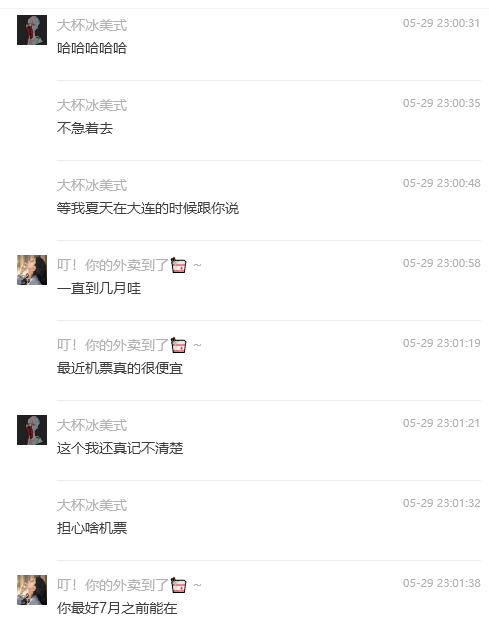 大杯冰美式
05-29 23:00:31
哈哈哈哈哈
大杯冰美式
05-29 23:00:35
不急着去
大杯冰美式
05-29 23:00:48
等我夏天在大连的时候跟你说
叮！你的外卖到了 ~
05-29 23:00:58
一直到几月哇
叮！你的外卖到了 ~
05-29 23:01:19
最近机票真的很便宜
大杯冰美式
05-29 23:01:21
这个我还真记不清楚
大杯冰美式
05-29 23:01:32
担心啥机票
叮！你的外卖到了 ~
05-29 23:01:38
你最好7月之前能在